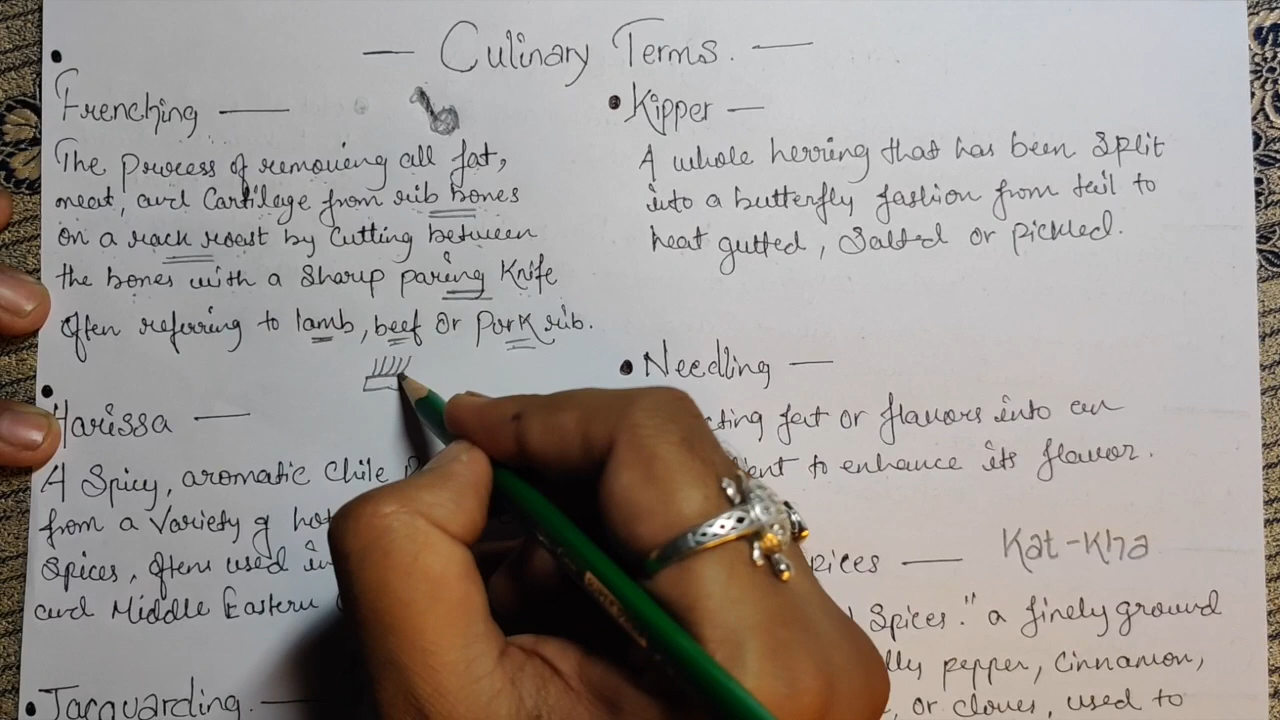 — Culinary Terms. —
• Frenching —
The Process of removing all fat,
meat, and Cartilage from rib bones
on a rack roast by Cutting between
the bones with a Sharp paring Knife
Often referring to lamb, beef or Pork rib.
• Harissa —
A Spicy, aromatic Chile
from a Variety of hot
Spices, Often used in
and Middle Eastern
• Jacquarding. —
• Kipper —
A whole herring that has been Split
into a butterfly fashion from tail to
heat gutted, Salted or pickled.
• Needling —
fat or flavors into an
to enhance its flavor.
— Kat-Kha
Spices." a finely ground
pepper, Cinnamon,
or cloves, used to